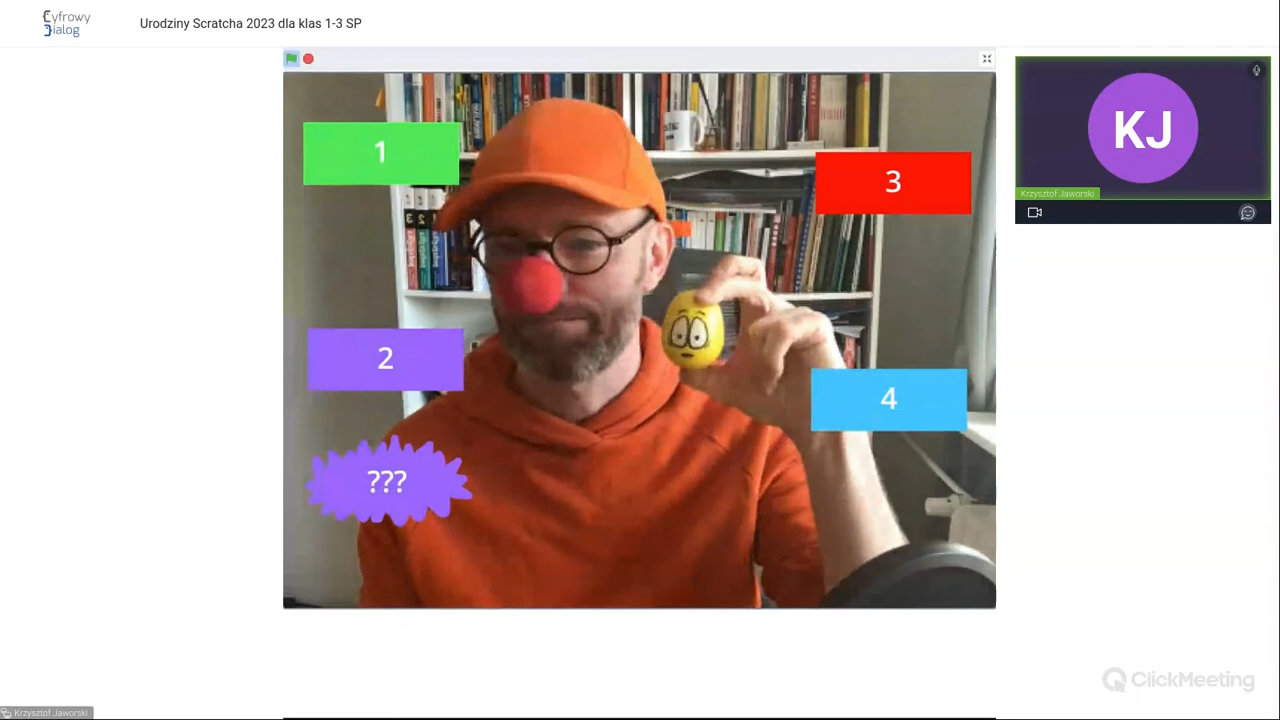 Cyfrowy
Dialog
Urodziny Scratcha 2023 dla klas 1-3 SP
1
3
2
4
???
KJ
Krzysztof Jaworski
ClickMeeting
Krzysztof Jaworski